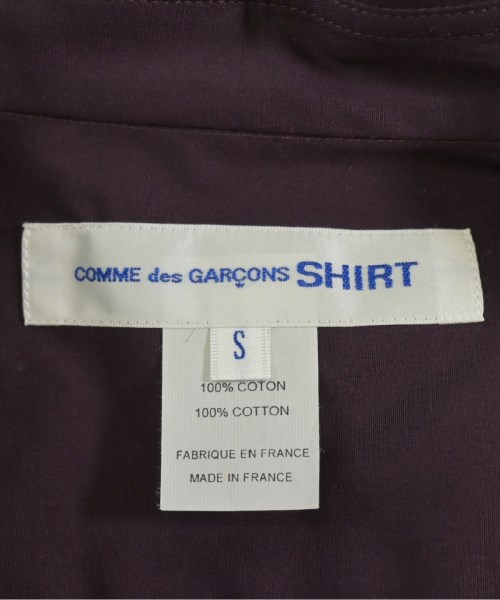 COMME des GARÇONS SHIRT
S
100% COTON
100% COTTON
FABRIQUE EN FRANCE
MADE IN FRANCE